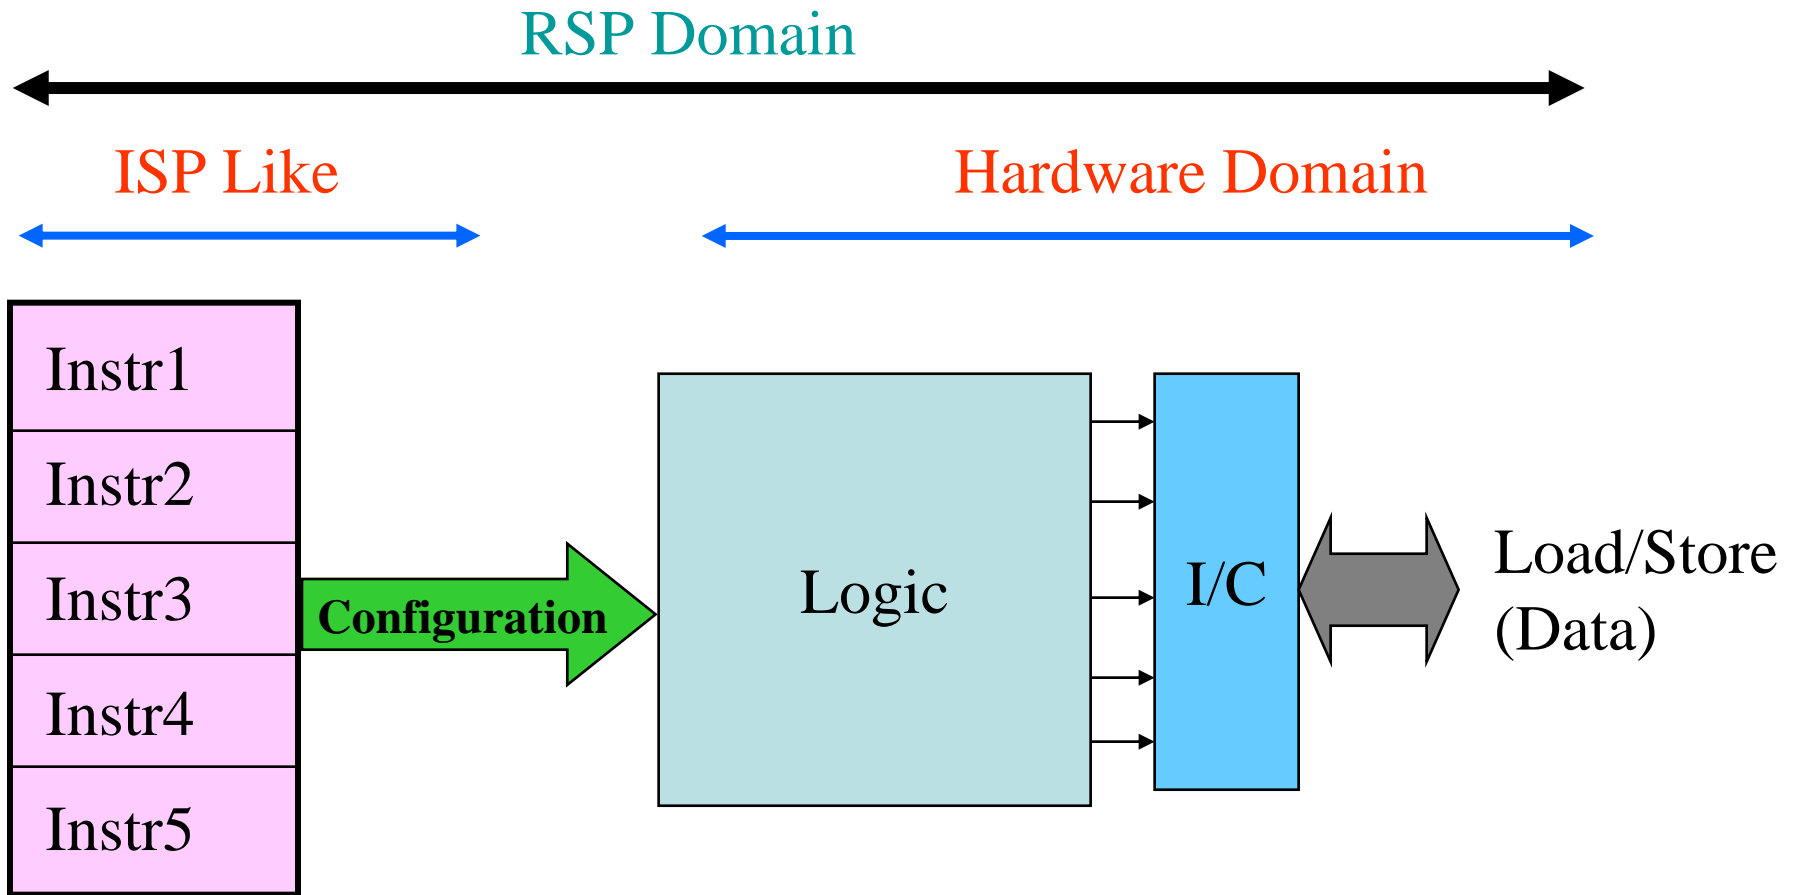 RSP Domain
ISP Like
Hardware Domain
Instr1
Instr2
Instr3
Instr4
Instr5
Configuration
Logic
I/C
Load/Store
(Data)